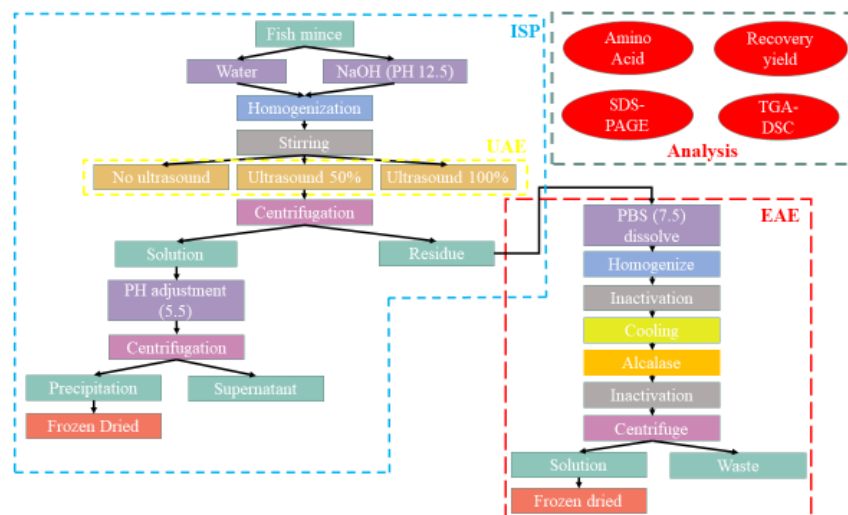 Fish mince
ISP
Water
NaOH (PH 12.5)
Homogenization
Stirring
UAE
No ultrasound
Ultrasound 50%
Ultrasound 100%
Centrifugation
Solution
Residue
PH adjustment
(5.5)
Centrifugation
Precipitation
Supernatant
Frozen Dried
Amino
Acid
Recovery
yield
SDS-
PAGE
TGA-
DSC
Analysis
EAE
PBS (7.5)
dissolve
Homogenize
Inactivation
Cooling
Alcalase
Inactivation
Centrifuge
Solution
Waste
Frozen dried